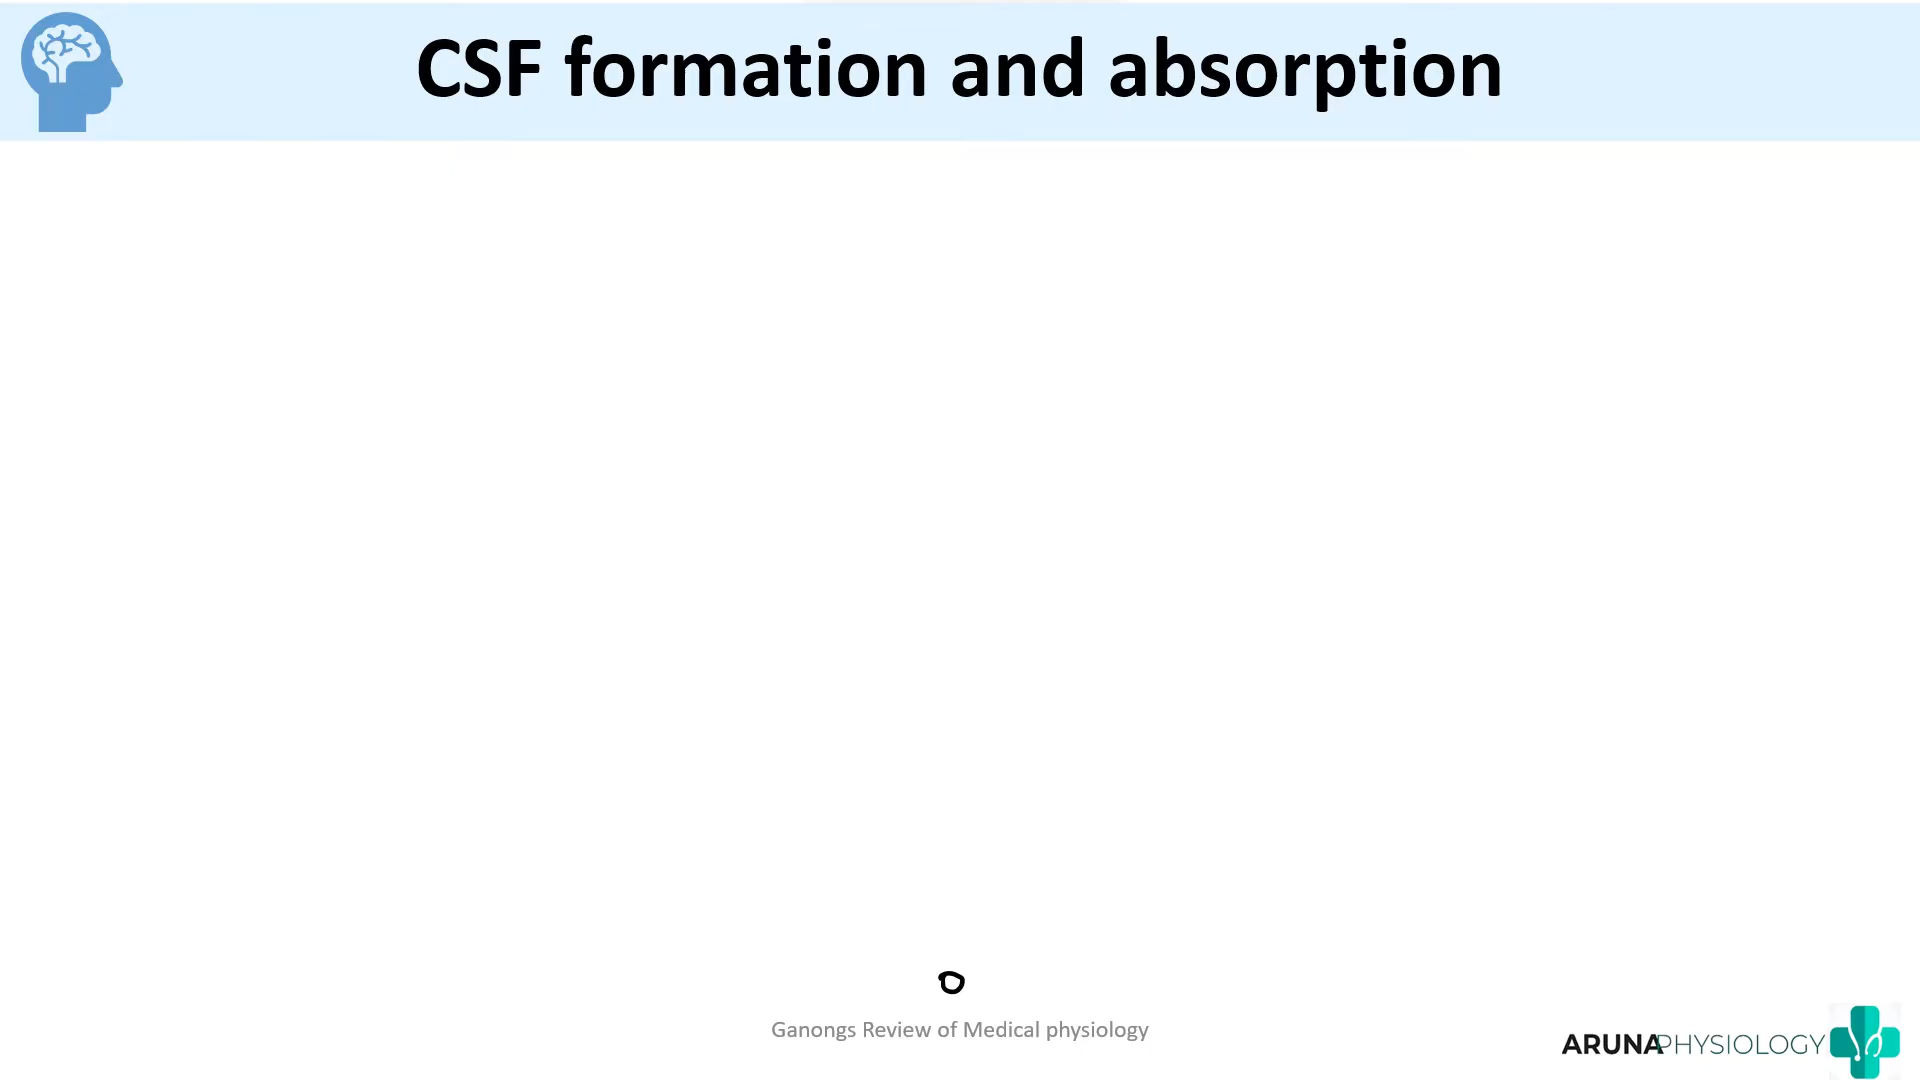 CSF formation and absorption
Ganongs Review of Medical physiology
ARUNAPHYSIOLOGY